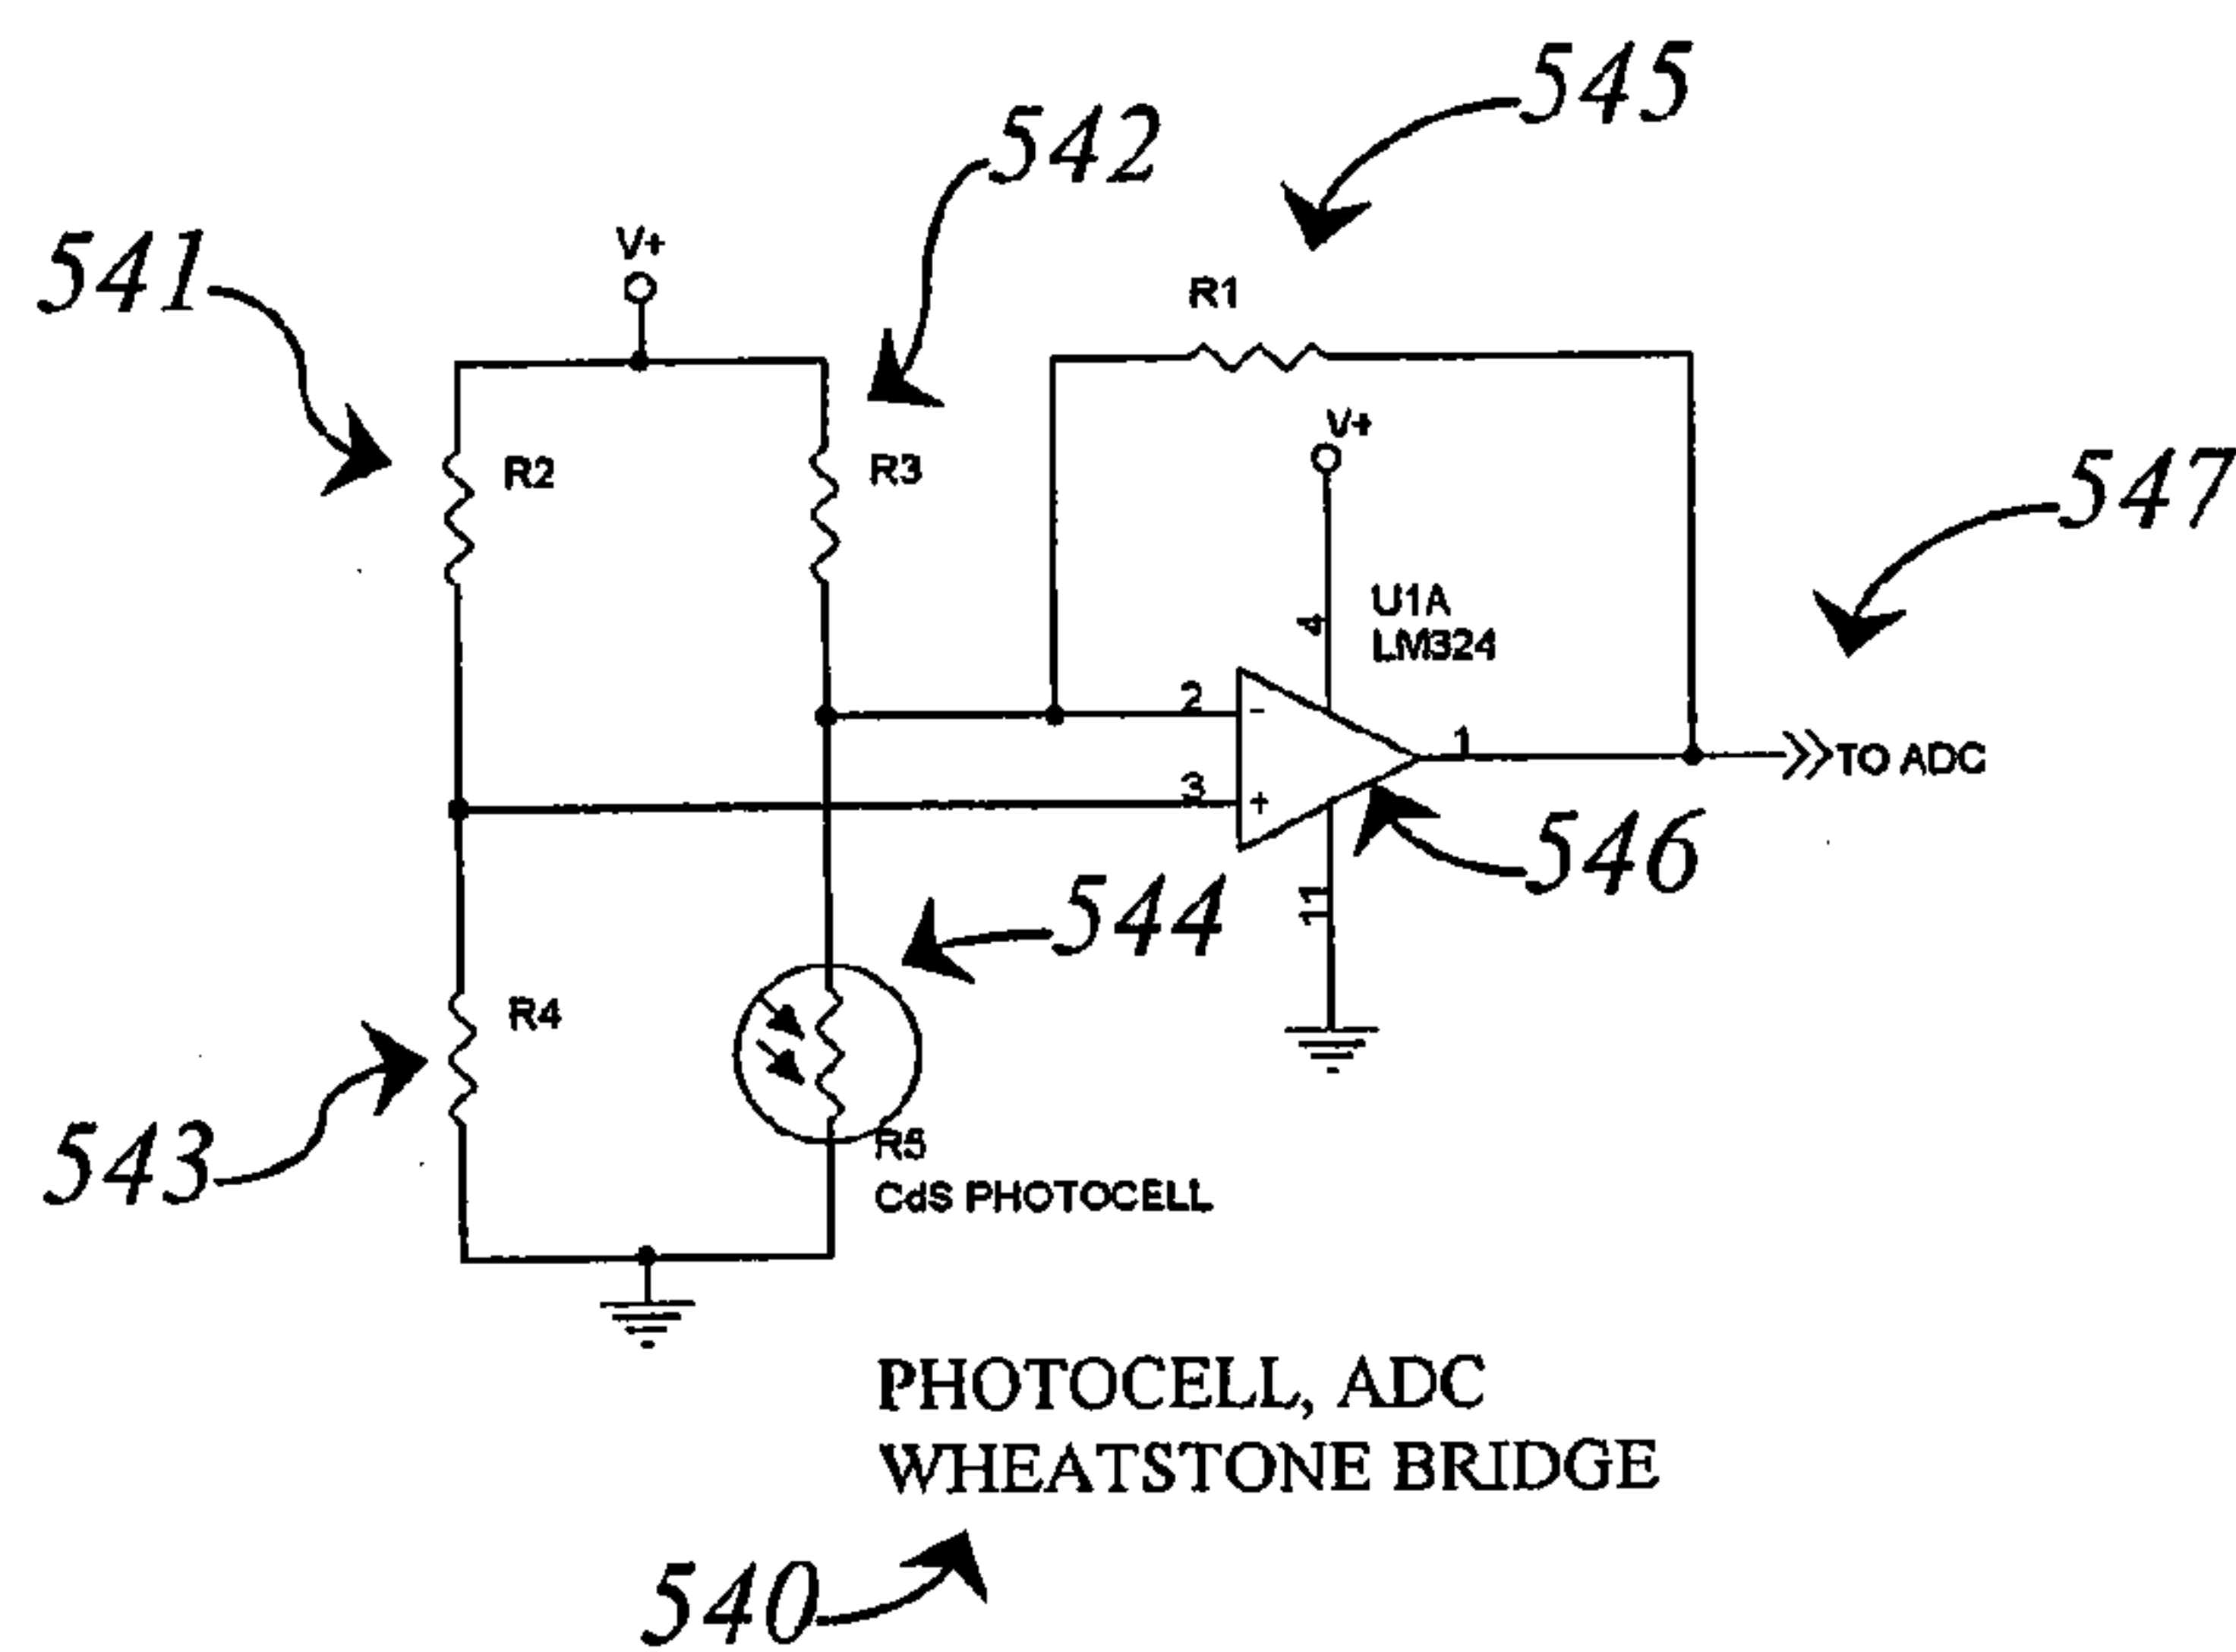 545
542
541
V+
R1
V+
547
R2
R3
U1A
LM324
4
2
-
1
TO ADC
3
+
546
11
544
R4
R5
CdS PHOTOCELL
543
PHOTOCELL, ADC
WHEATSTONE BRIDGE
540